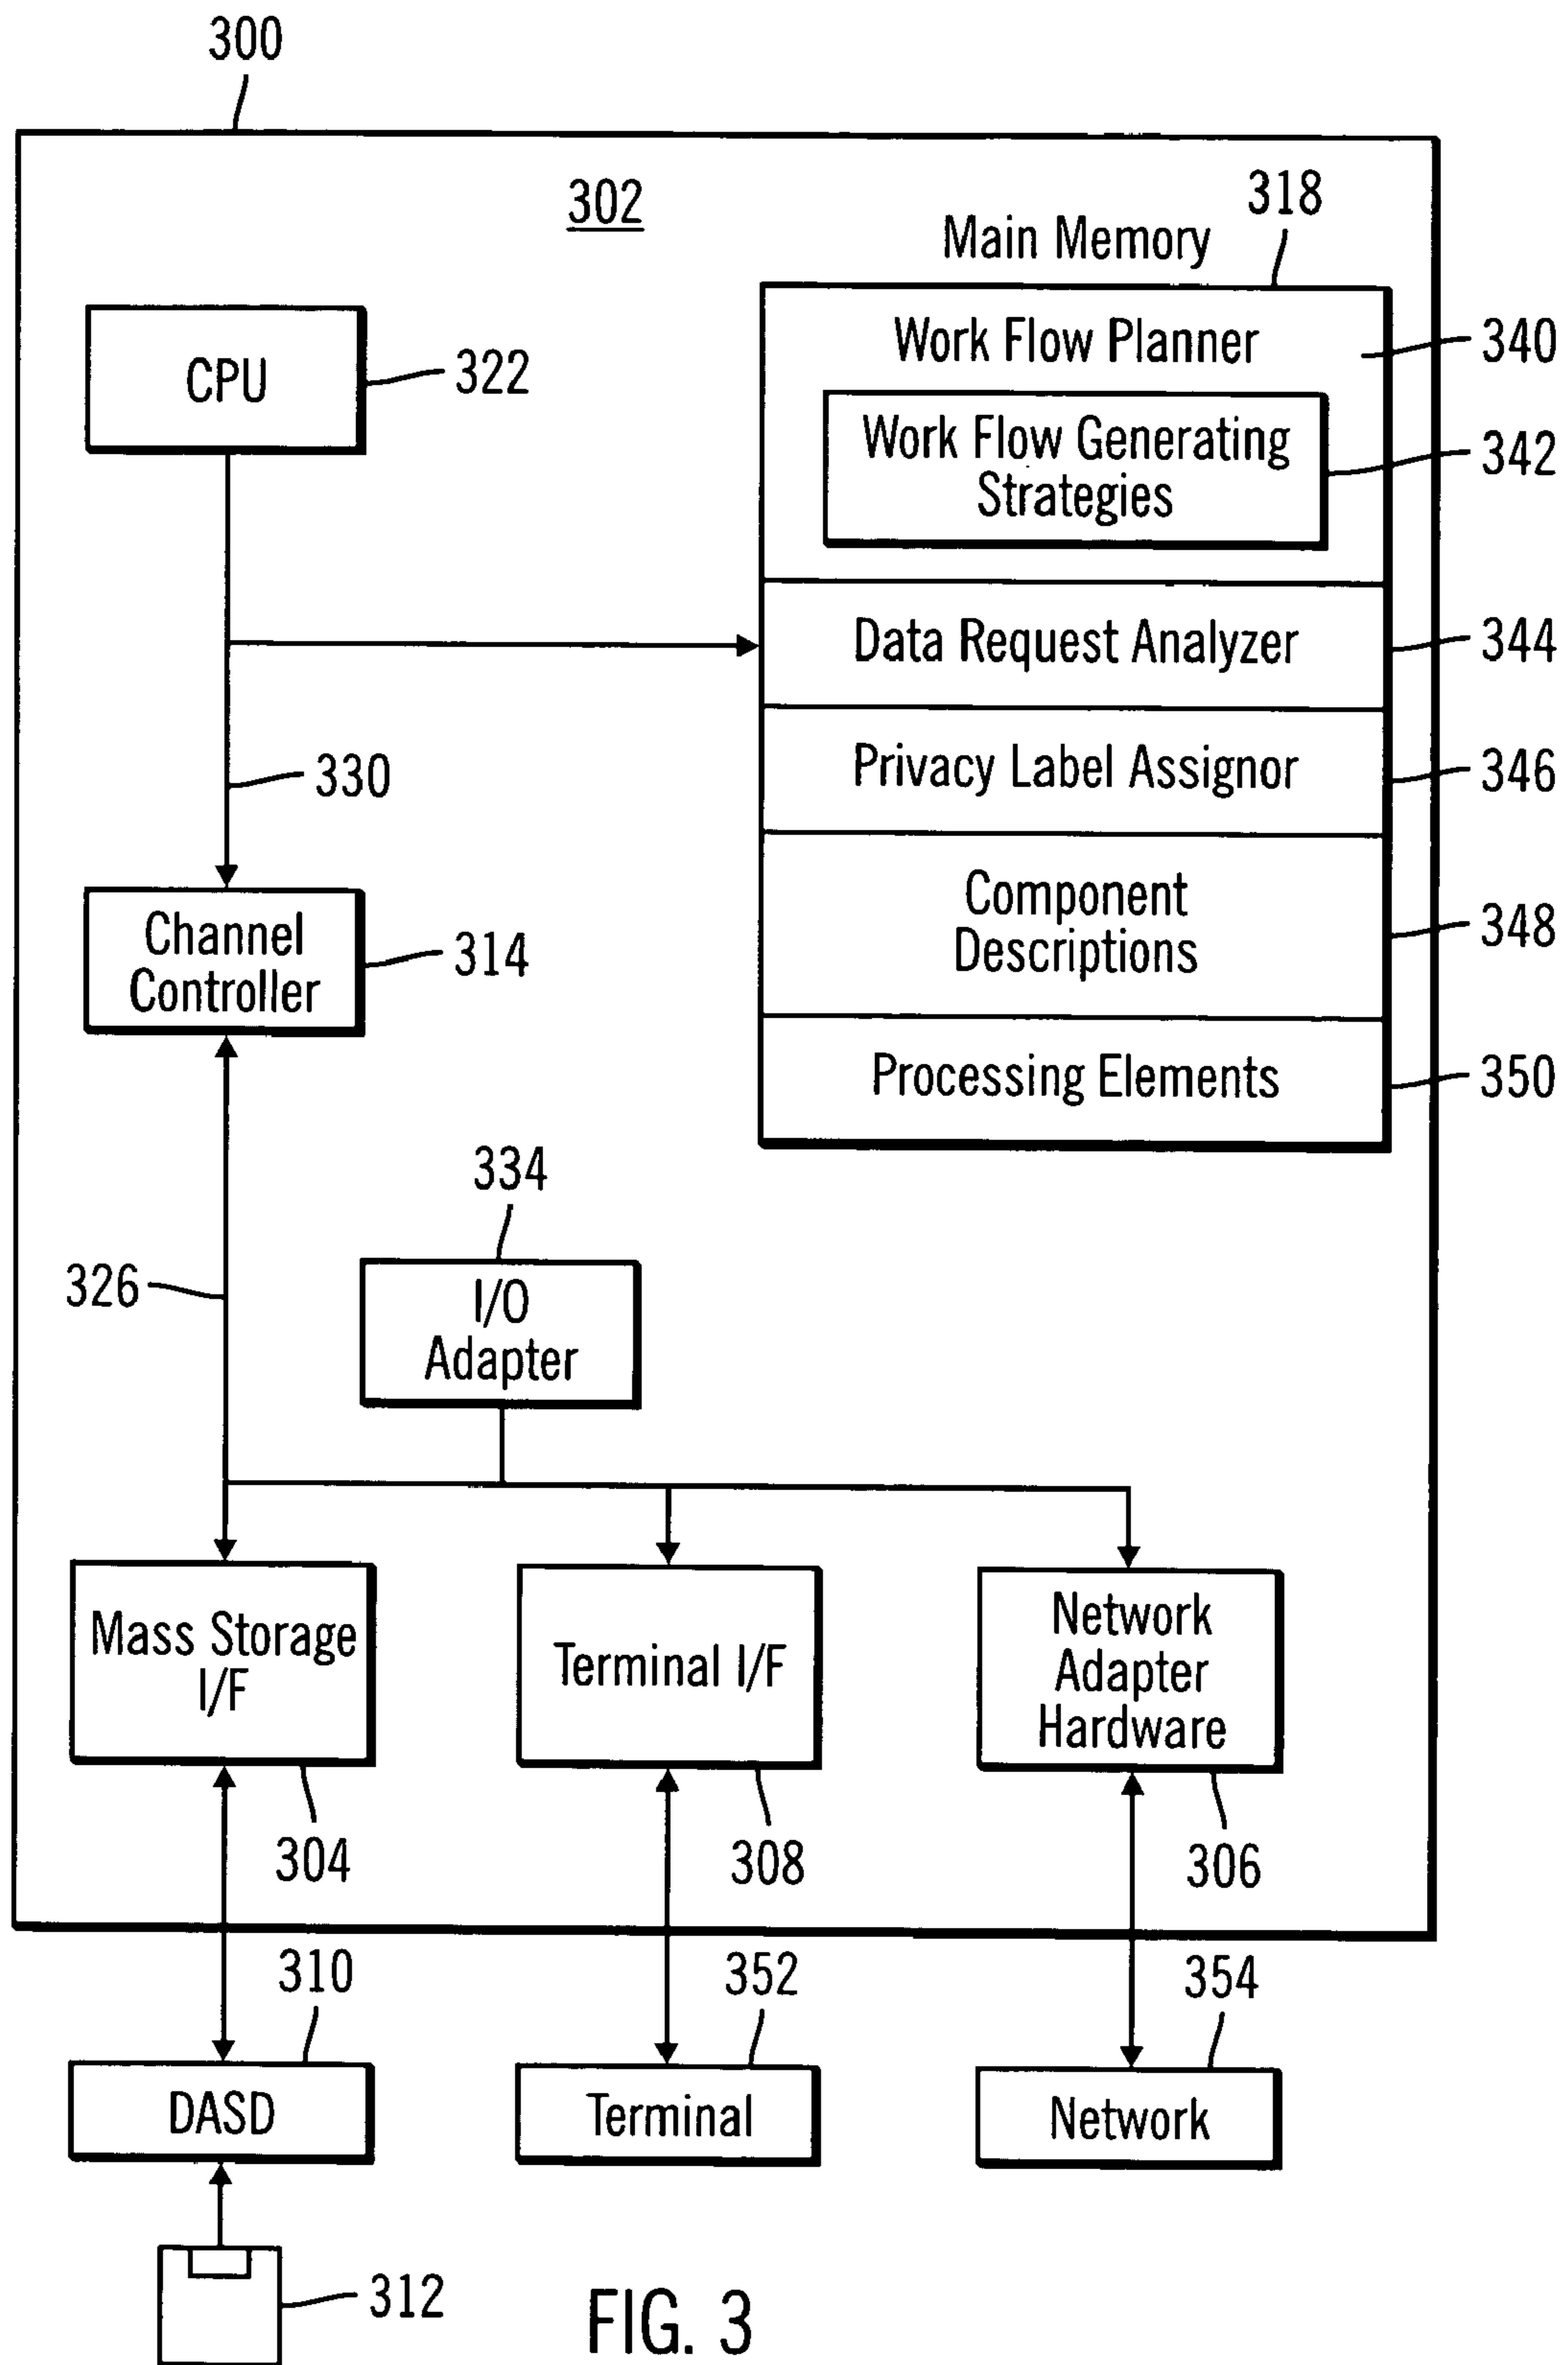 300
302
318
Main Memory
Work Flow Planner
340
CPU
322
Work Flow Generating
Strategies
342
Data Request Analyzer
344
330
Privacy Label Assignor
346
Channel
Controller
314
Component
Descriptions
348
Processing Elements
350
334
326
I/O
Adapter
Mass Storage
I/F
Terminal I/F
Network
Adapter
Hardware
304
308
306
310
352
354
DASD
Terminal
Network
312
FIG. 3